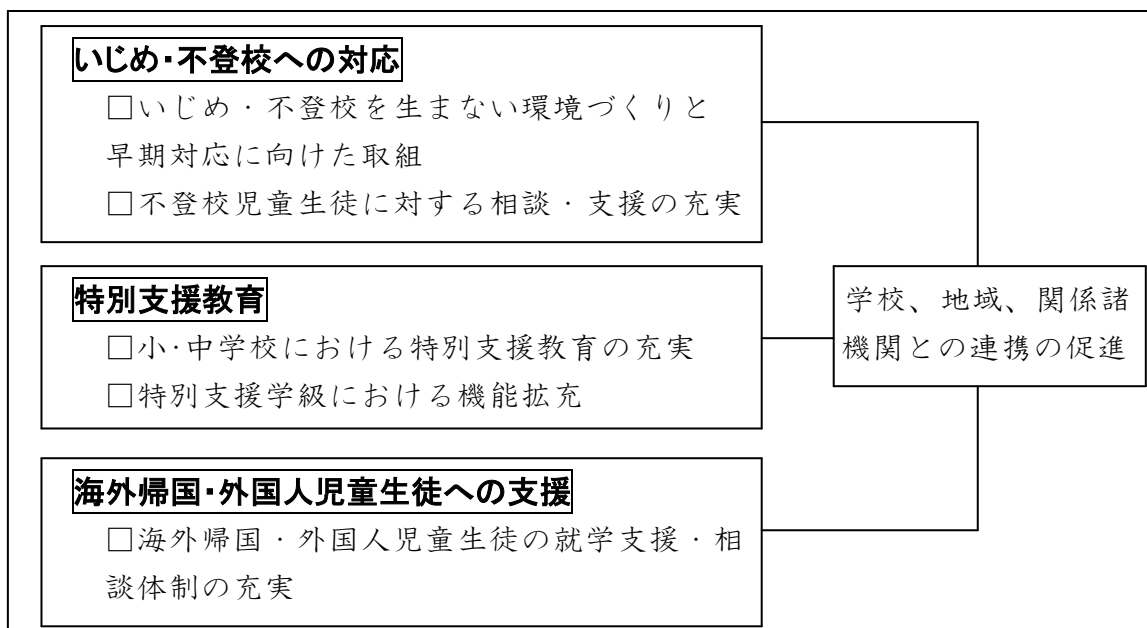 いじめ・不登校への対応
□いじめ・不登校を生まない環境づくりと
早期対応に向けた取組
□不登校児童生徒に対する相談・支援の充実
特別支援教育
□小・中学校における特別支援教育の充実
□特別支援学級における機能拡充
海外帰国・外国人児童生徒への支援
□海外帰国・外国人児童生徒の就学支援・相
談体制の充実
学校、地域、関係諸
機関との連携の促進